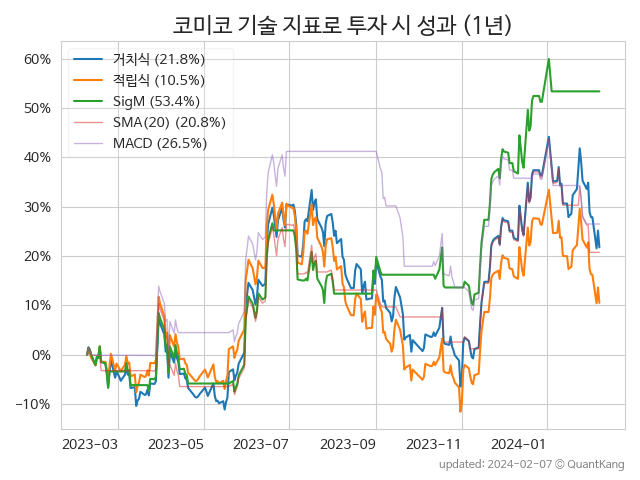 코미코 기술 지표로 투자 시 성과 (1년)
60%
50%
40%
30%
20%
10%
0%
−10%
거치식 (21.8%)
적립식 (10.5%)
SigM (53.4%)
SMA(20) (20.8%)
MACD (26.5%)
2023-03 2023-05 2023-07 2023-09 2023-11 2024-01
updated: 2024-02-07 © QuantKang